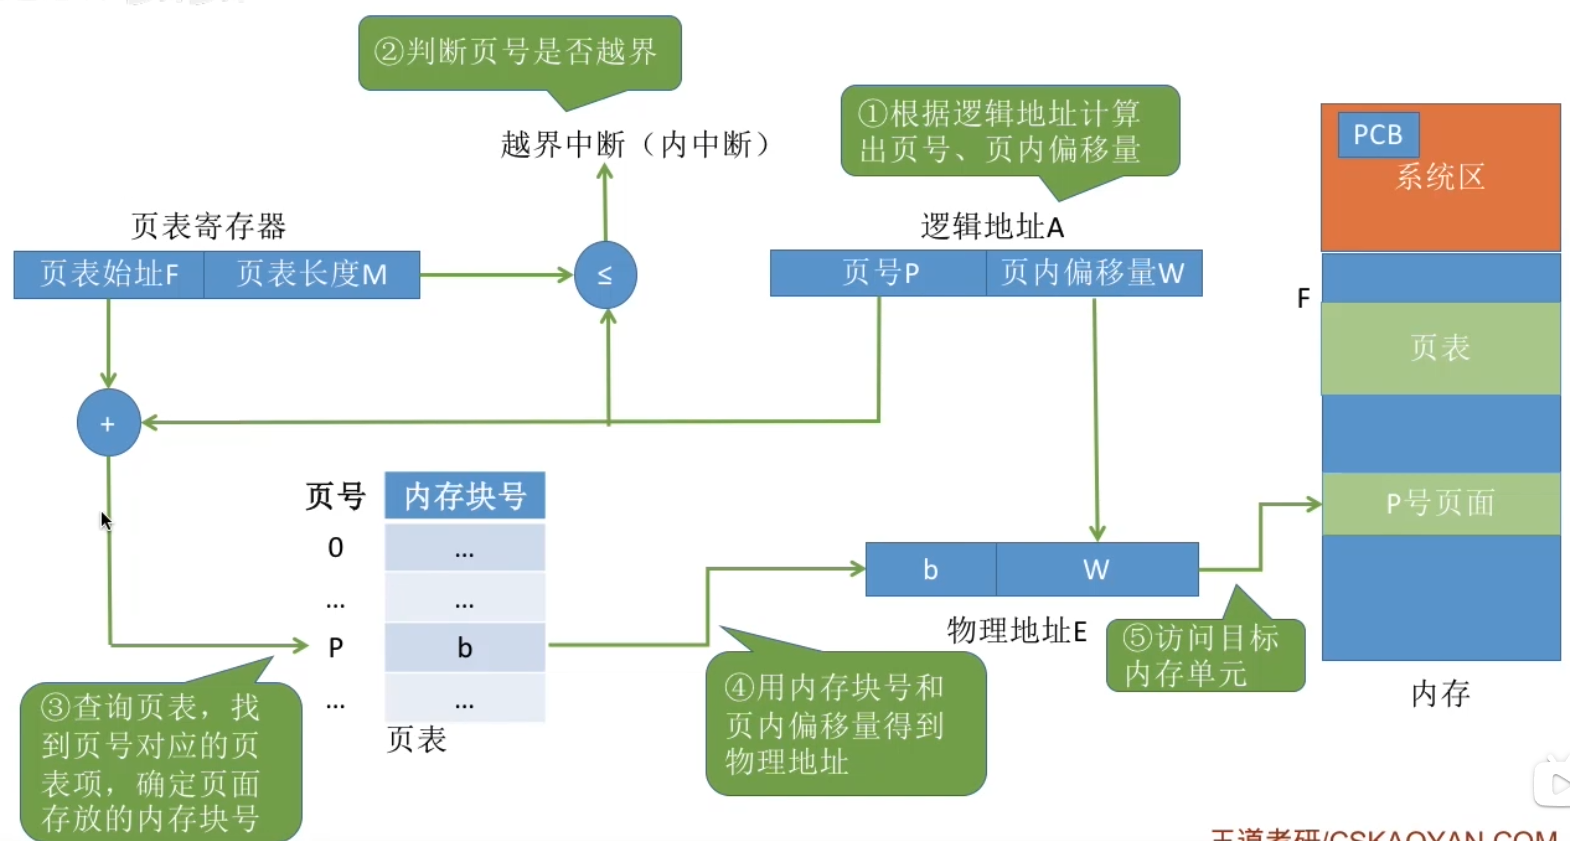 ②判断页号是否越界
越界中断（内中断）
①根据逻辑地址计算
出页号、页内偏移量
页表寄存器
页表始址F
页表长度M
≤
逻辑地址A
页号P
页内偏移量W
PCB
系统区
F
页表
P号页面
内存
+
页号
内存块号
0
...
...
...
P
b
...
...
页表
b
W
物理地址E
③查询页表，找
到页号对应的页
表项，确定页面
存放的内存块号
④用内存块号和
页内偏移量得到
物理地址
⑤访问目标
内存单元
王道考研/CSKAOYAN.COM